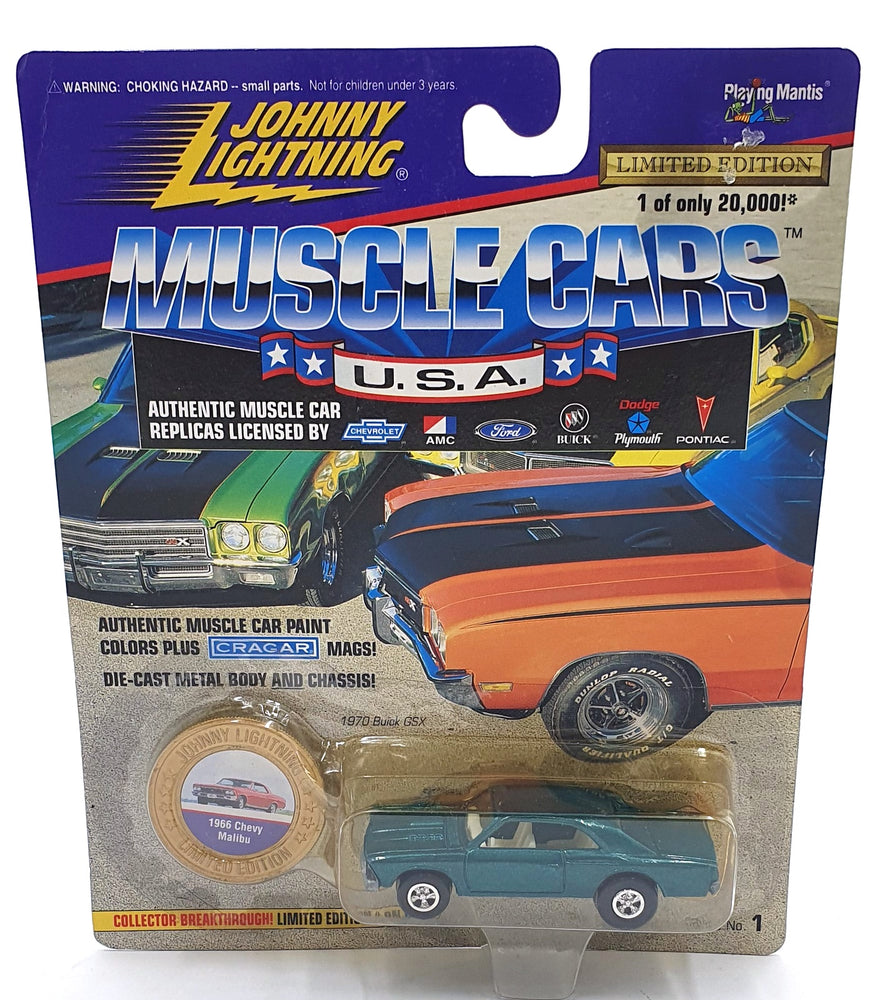 ⚠ WARNING: CHOKING HAZARD -- small parts. Not for children under 3 years.
Playing Mantis®
JOHNNY
LIGHTNING®
LIMITED EDITION
1 of only 20,000!*
MUSCLE CARS™
U.S.A.
AUTHENTIC MUSCLE CAR
REPLICAS LICENSED BY
CHEVROLET
AMC
Ford
BUICK
Dodge
Plymouth
PONTIAC
AUTHENTIC MUSCLE CAR PAINT
COLORS PLUS CRAGAR MAGS!
DIE-CAST METAL BODY AND CHASSIS!
DUNLOP RADIAL
G/T QUALIFIER
1970 Buick GSX
JOHNNY LIGHTNING
1966 Chevy
Malibu
LIMITED EDITION
COLLECTOR BREAKTHROUGH! LIMITED EDITI
No. 1